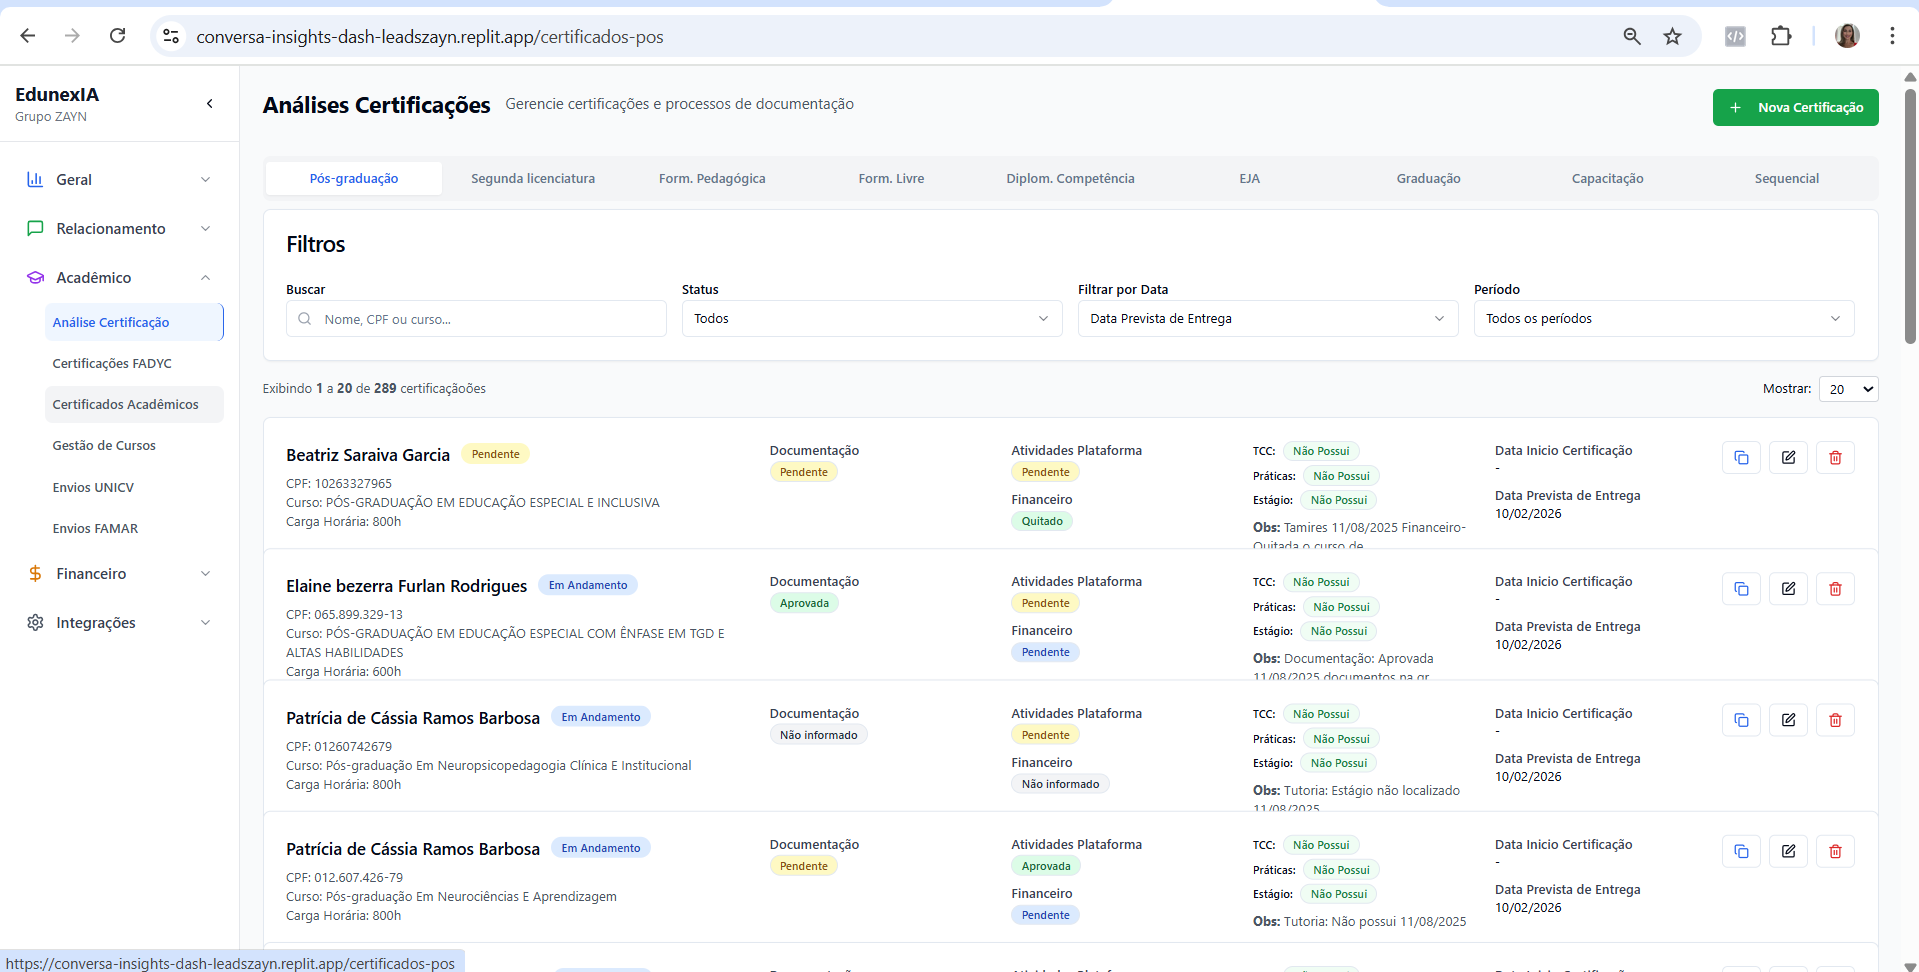 conversa-insights-dash-leadszayn.replit.app/certificados-pos
EdunexIA
Grupo ZAYN
Geral
Relacionamento
Acadêmico
Análise Certificação
Certificações FADYC
Certificados Acadêmicos
Gestão de Cursos
Envios UNICV
Envios FAMAR
Financeiro
Integrações
Análises Certificações Gerencie certificações e processos de documentação
+ Nova Certificação
Pós-graduação Segunda licenciatura Form. Pedagógica Form. Livre Diplom. Competência EJA Graduação Capacitação Sequencial
Filtros
Buscar Status Filtrar por Data Período
Nome, CPF ou curso... Todos Data Prevista de Entrega Todos os períodos
Exibindo 1 a 20 de 289 certificaçãoões
Mostrar: 20
Beatriz Saraiva Garcia Pendente
CPF: 10263327965
Curso: PÓS-GRADUAÇÃO EM EDUCAÇÃO ESPECIAL E INCLUSIVA
Carga Horária: 800h
Documentação
Pendente
Atividades Plataforma
Pendente
Financeiro
Quitado
TCC: Não Possui
Práticas: Não Possui
Estágio: Não Possui
Obs: Tamires 11/08/2025 Financeiro-
Quitada o curso de
Data Inicio Certificação
-
Data Prevista de Entrega
10/02/2026
Elaine bezerra Furlan Rodrigues Em Andamento
CPF: 065.899.329-13
Curso: PÓS-GRADUAÇÃO EM EDUCAÇÃO ESPECIAL COM ÊNFASE EM TGD E
ALTAS HABILIDADES
Carga Horária: 600h
Documentação
Aprovada
Atividades Plataforma
Pendente
Financeiro
Pendente
TCC: Não Possui
Práticas: Não Possui
Estágio: Não Possui
Obs: Documentação: Aprovada
11/08/2025 documentos na gr
Data Inicio Certificação
-
Data Prevista de Entrega
10/02/2026
Patrícia de Cássia Ramos Barbosa Em Andamento
CPF: 01260742679
Curso: Pós-graduação Em Neuropsicopedagogia Clínica E Institucional
Carga Horária: 800h
Documentação
Não informado
Atividades Plataforma
Pendente
Financeiro
Não informado
TCC: Não Possui
Práticas: Não Possui
Estágio: Não Possui
Obs: Tutoria: Estágio não localizado
11/08/2025
Data Inicio Certificação
-
Data Prevista de Entrega
10/02/2026
Patrícia de Cássia Ramos Barbosa Em Andamento
CPF: 012.607.426-79
Curso: Pós-graduação Em Neurociências E Aprendizagem
Carga Horária: 800h
Documentação
Pendente
Atividades Plataforma
Aprovada
Financeiro
Pendente
TCC: Não Possui
Práticas: Não Possui
Estágio: Não Possui
Obs: Tutoria: Não possui 11/08/2025
Data Inicio Certificação
-
Data Prevista de Entrega
10/02/2026
https://conversa-insights-dash-leadszayn.replit.app/certificados-pos